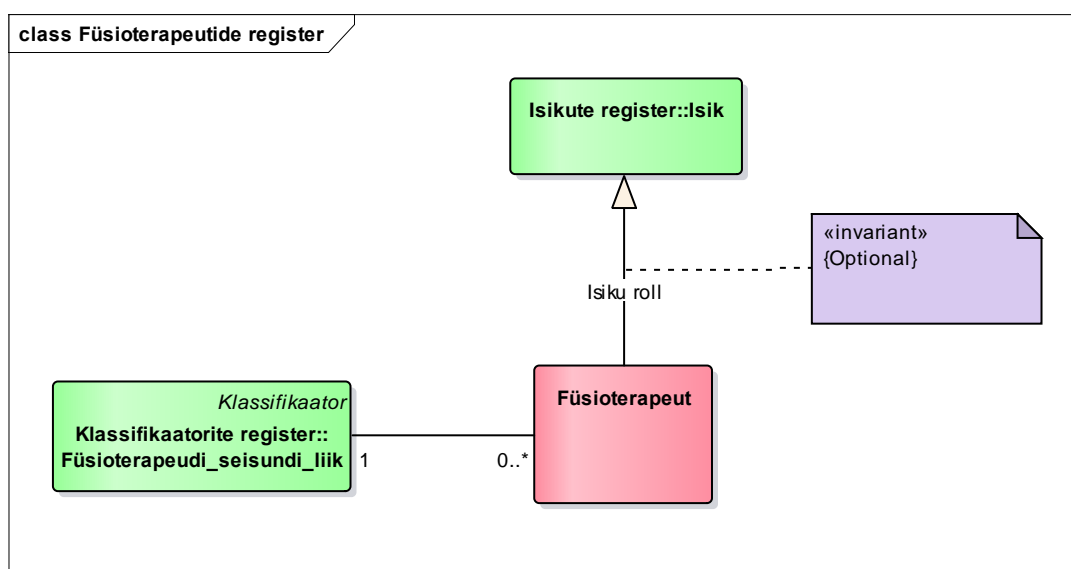 class Füsioterapeutide register
Isikute register::Isik
«invariant»
{Optional}
Isiku roll
Füsioterapeut
Klassifikaator
Klassifikaatorite register::
Füsioterapeudi_seisundi_liik
1
0..*